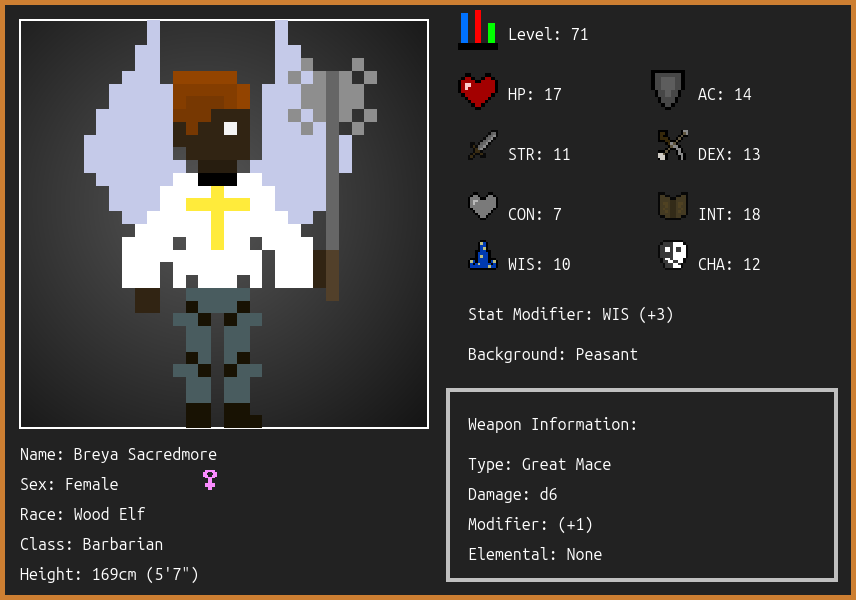 Level: 71
HP: 17
AC: 14
STR: 11
DEX: 13
CON: 7
INT: 18
WIS: 10
CHA: 12
Stat Modifier: WIS (+3)
Background: Peasant
Weapon Information:
Type: Great Mace
Damage: d6
Modifier: (+1)
Elemental: None
Name: Breya Sacredmore
Sex: Female
Race: Wood Elf
Class: Barbarian
Height: 169cm (5'7")